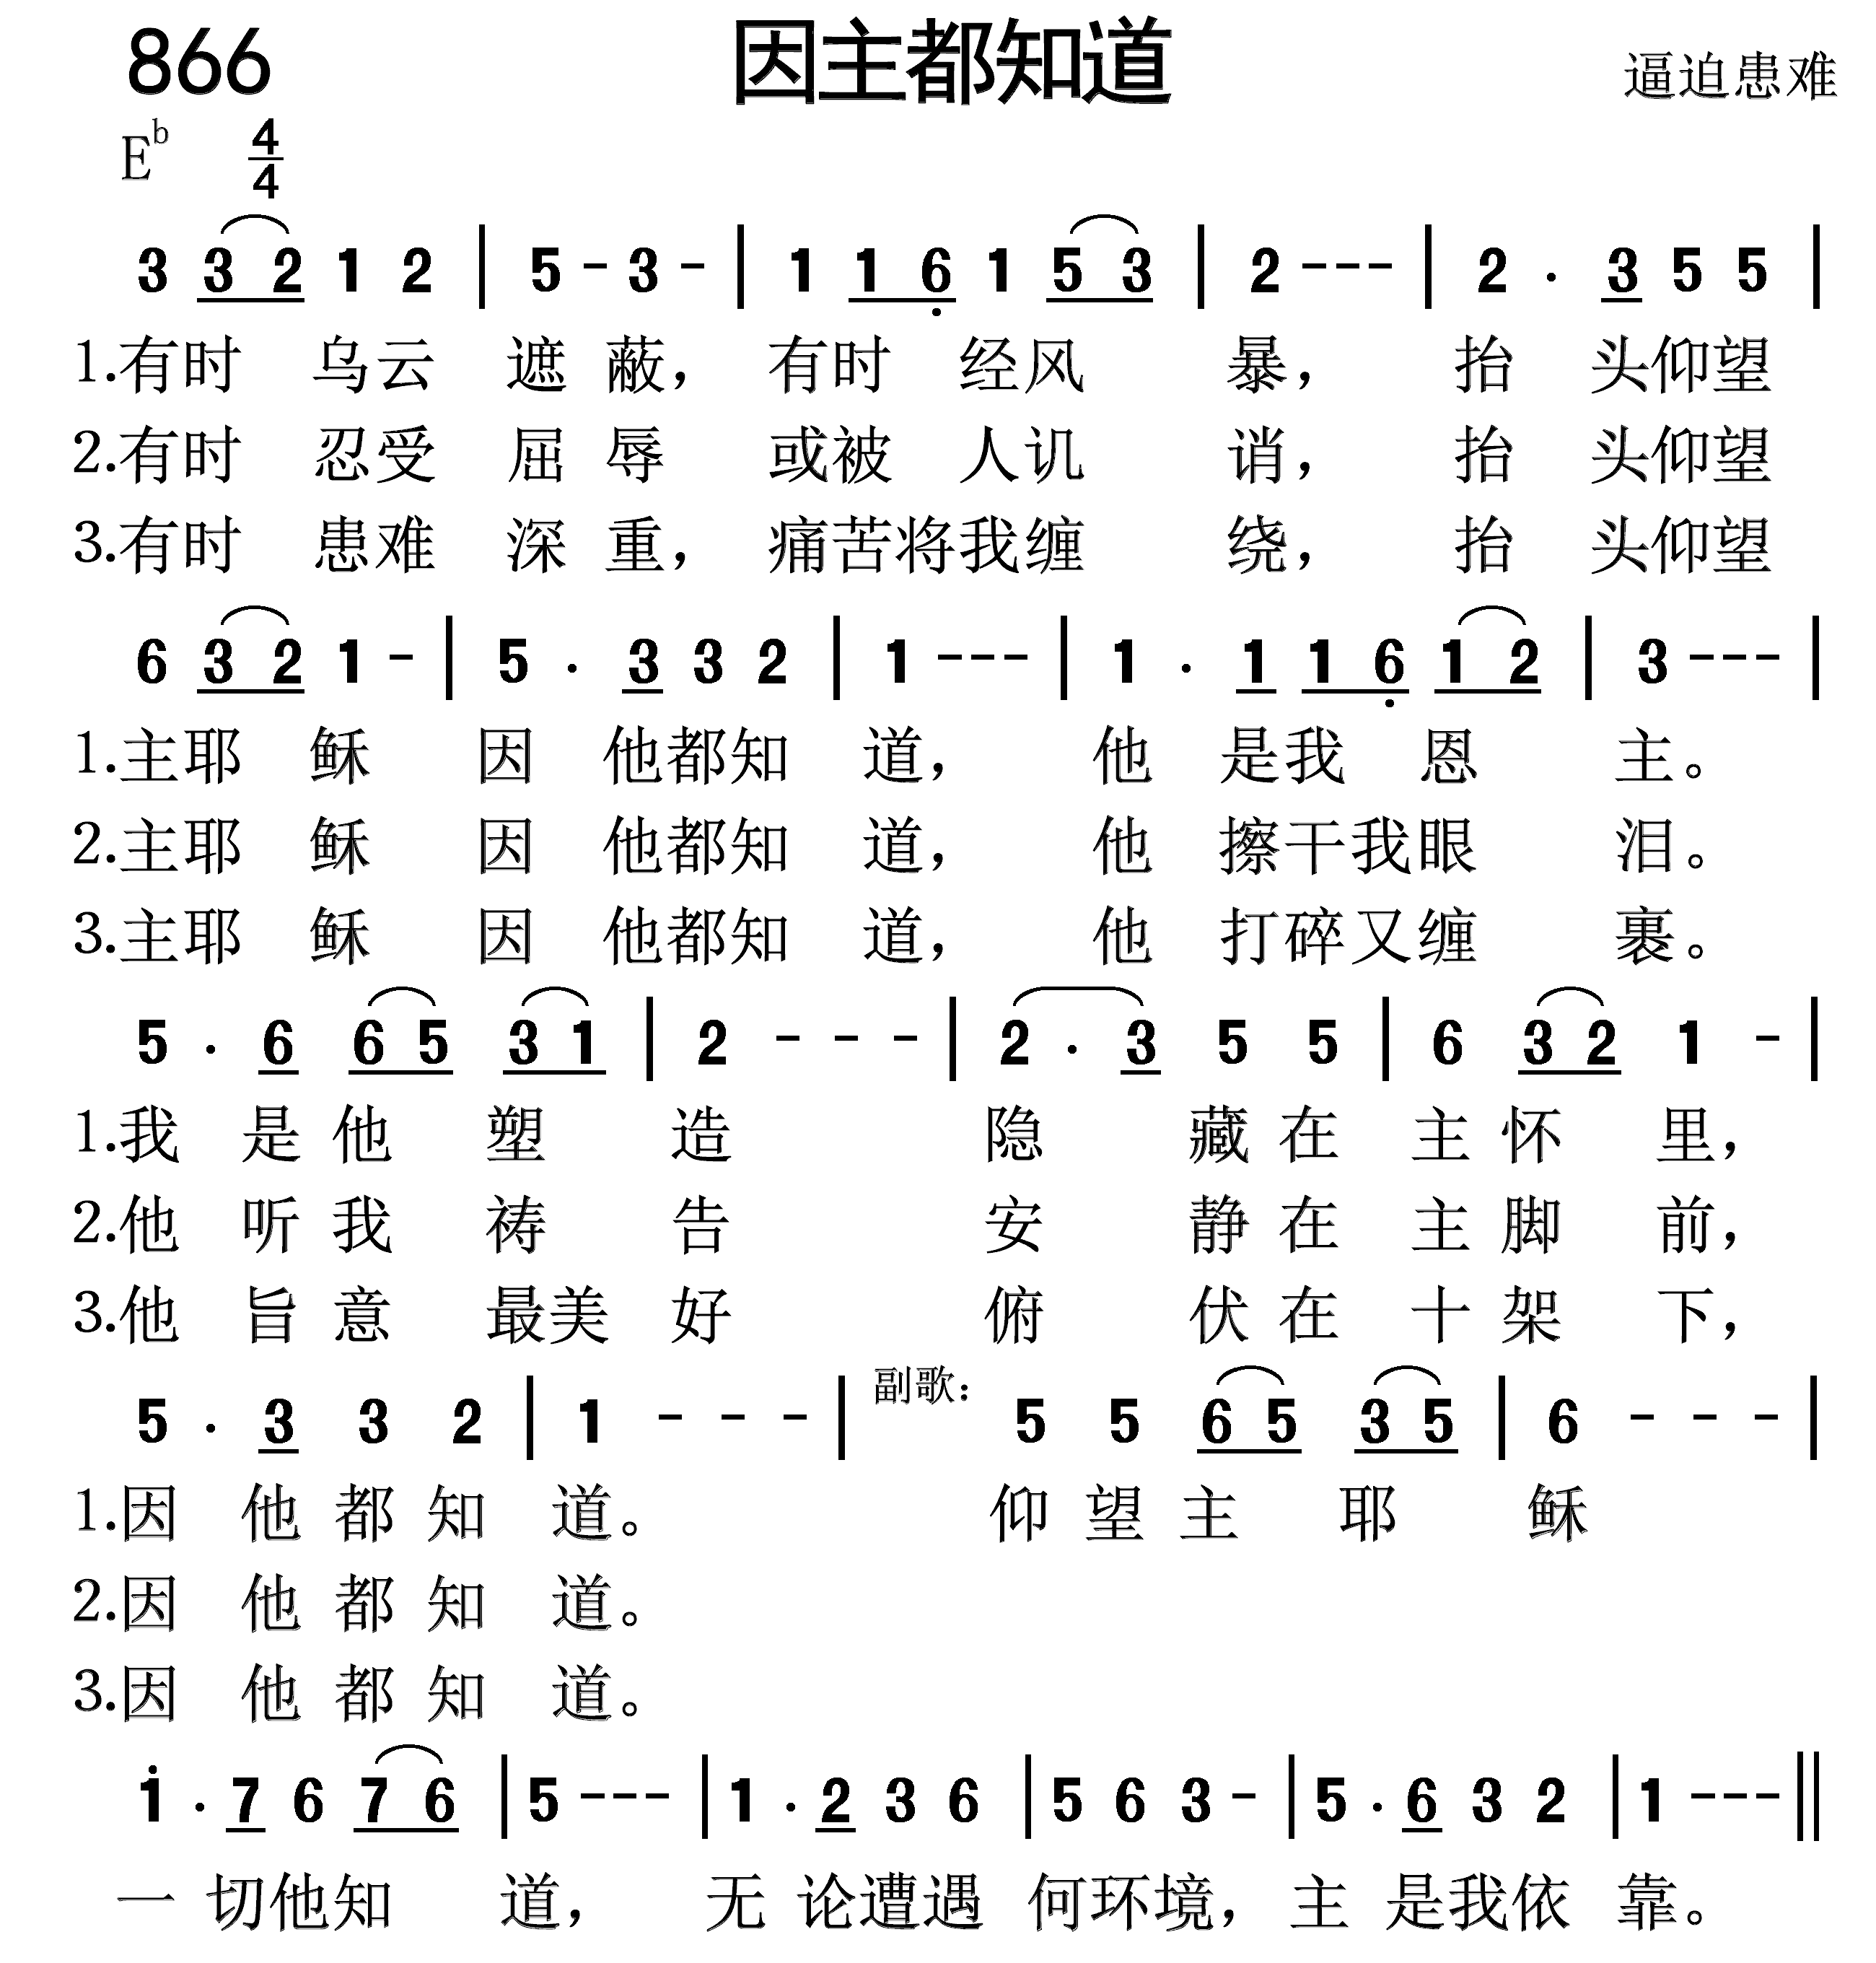 866 因主都知道 逼迫患难
E♭ 4/4
3 3 2 1 2 | 5 - 3 - | 1 1 6̣ 1 5 3 | 2 - - - | 2 . 3 5 5 |
1.有时 乌云 遮 蔽， 有时 经风 暴， 抬 头仰望
2.有时 忍受 屈 辱 或被 人讥 诮， 抬 头仰望
3.有时 患难 深 重， 痛苦将我缠 绕， 抬 头仰望
6 3 2 1 - | 5 . 3 3 2 | 1 - - - | 1 . 1 1 6̣ 1 2 | 3 - - - |
1.主耶 稣 因 他都知 道， 他 是我 恩 主。
2.主耶 稣 因 他都知 道， 他 擦干我眼 泪。
3.主耶 稣 因 他都知 道， 他 打碎又缠 裹。
5 . 6 6 5 3 1 | 2 - - - | 2 . 3 5 5 | 6 3 2 1 - |
1.我 是 他 塑 造 隐 藏 在 主 怀 里，
2.他 听 我 祷 告 安 静 在 主 脚 前，
3.他 旨 意 最美 好 俯 伏 在 十 架 下，
5 . 3 3 2 | 1 - - - | 副歌： 5 5 6 5 3 5 | 6 - - - |
1.因 他 都 知 道。 仰 望 主 耶 稣
2.因 他 都 知 道。
3.因 他 都 知 道。
1̇ . 7 6 7 6 | 5 - - - | 1 . 2 3 6 | 5 6 3 - | 5 . 6 3 2 | 1 - - - ||
一 切他知 道， 无 论遭遇 何环境， 主 是我依 靠。